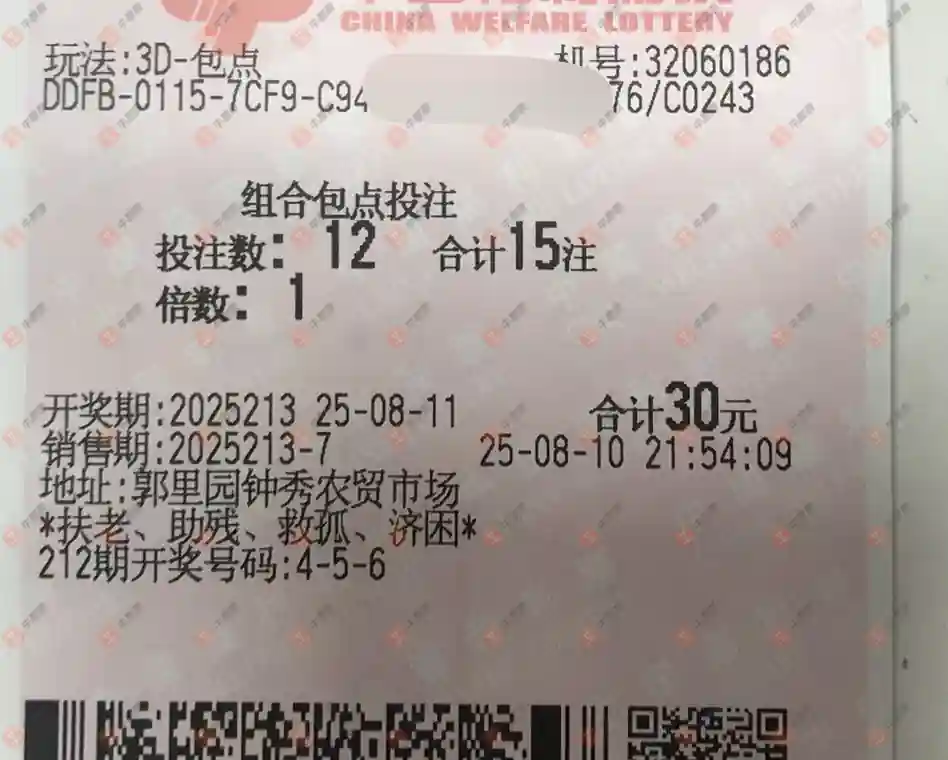 CHINA WELFARE LOTTERY
玩法:3D-包点 机号:32060186
DDFB-0115-7CF9-C94 76/C0243
组合包点投注
投注数: 12 合计15注
倍数: 1
开奖期:2025213 25-08-11 合计30元
销售期:2025213-7 25-08-10 21:54:09
地址:郭里园钟秀农贸市场
*扶老、助残、救孤、济困*
212期开奖号码:4-5-6